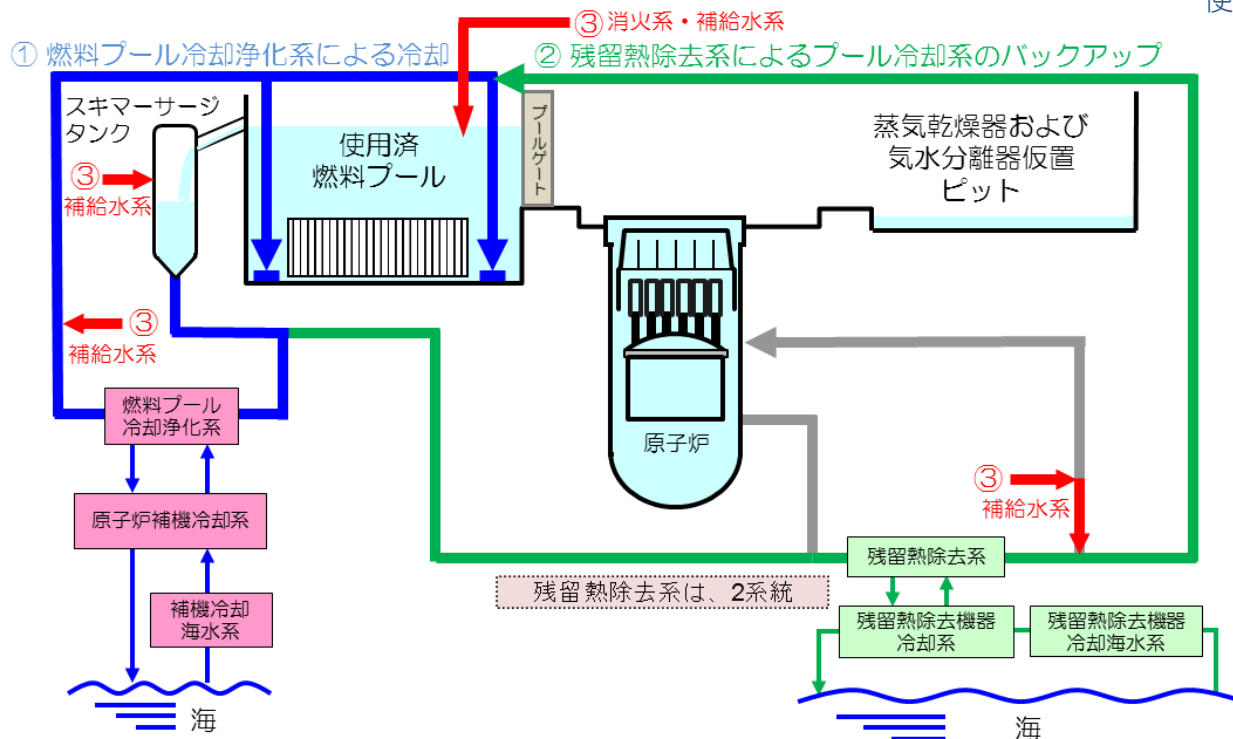 使
③消火系・補給水系
① 燃料プール冷却浄化系による冷却
② 残留熱除去系によるプール冷却系のバックアップ
スキマーサージ
タンク
使用済
燃料プール
プールゲート
蒸気乾燥器および
気水分離器仮置
ピット
③
補給水系
③
補給水系
燃料プール
冷却浄化系
原子炉
原子炉補機冷却系
③
補給水系
残留熱除去系
残留熱除去系は、2系統
補機冷却
海水系
残留熱除去機器
冷却系
残留熱除去機器
冷却海水系
海
海